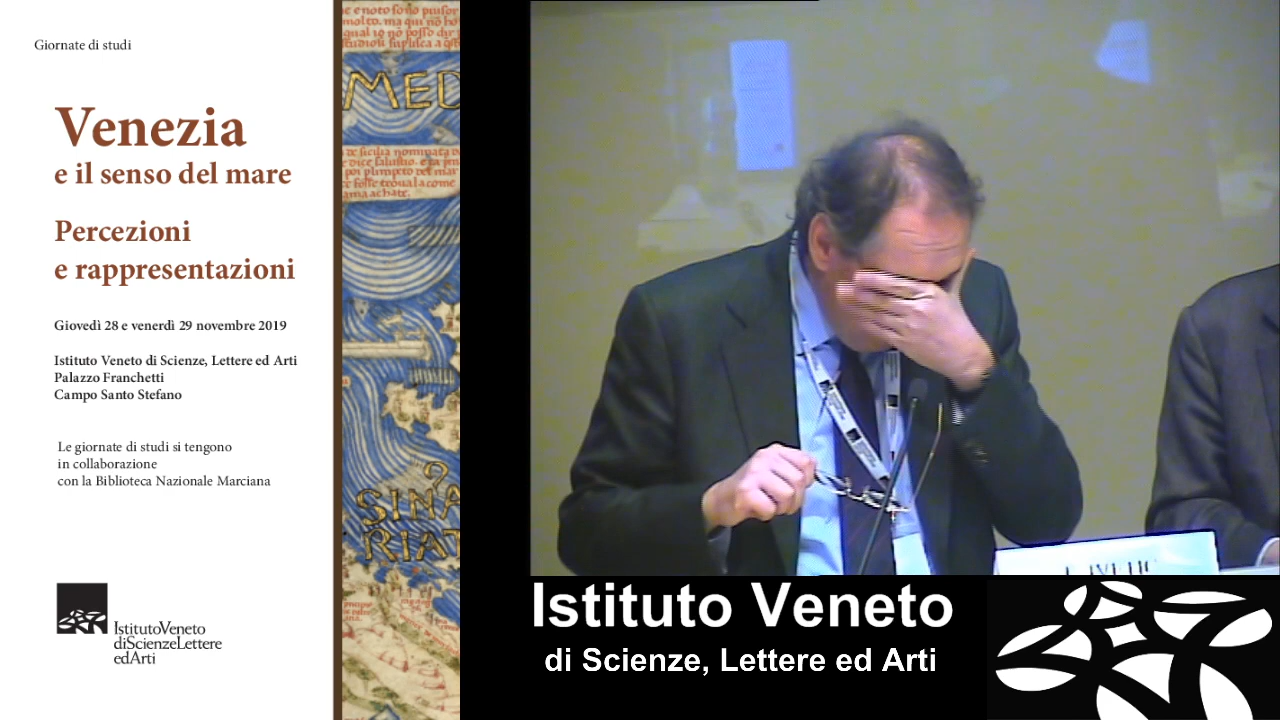 Giornate di studi
Venezia
e il senso del mare
Percezioni
e rappresentazioni
Giovedì 28 e venerdì 29 novembre 2019
Istituto Veneto di Scienze, Lettere ed Arti
Palazzo Franchetti
Campo Santo Stefano
Le giornate di studi si tengono
in collaborazione
con la Biblioteca Nazionale Marciana
IstitutoVeneto
diScienzeLettere
edArti
MED
SINA
RIAT
Istituto Veneto
di Scienze, Lettere ed Arti